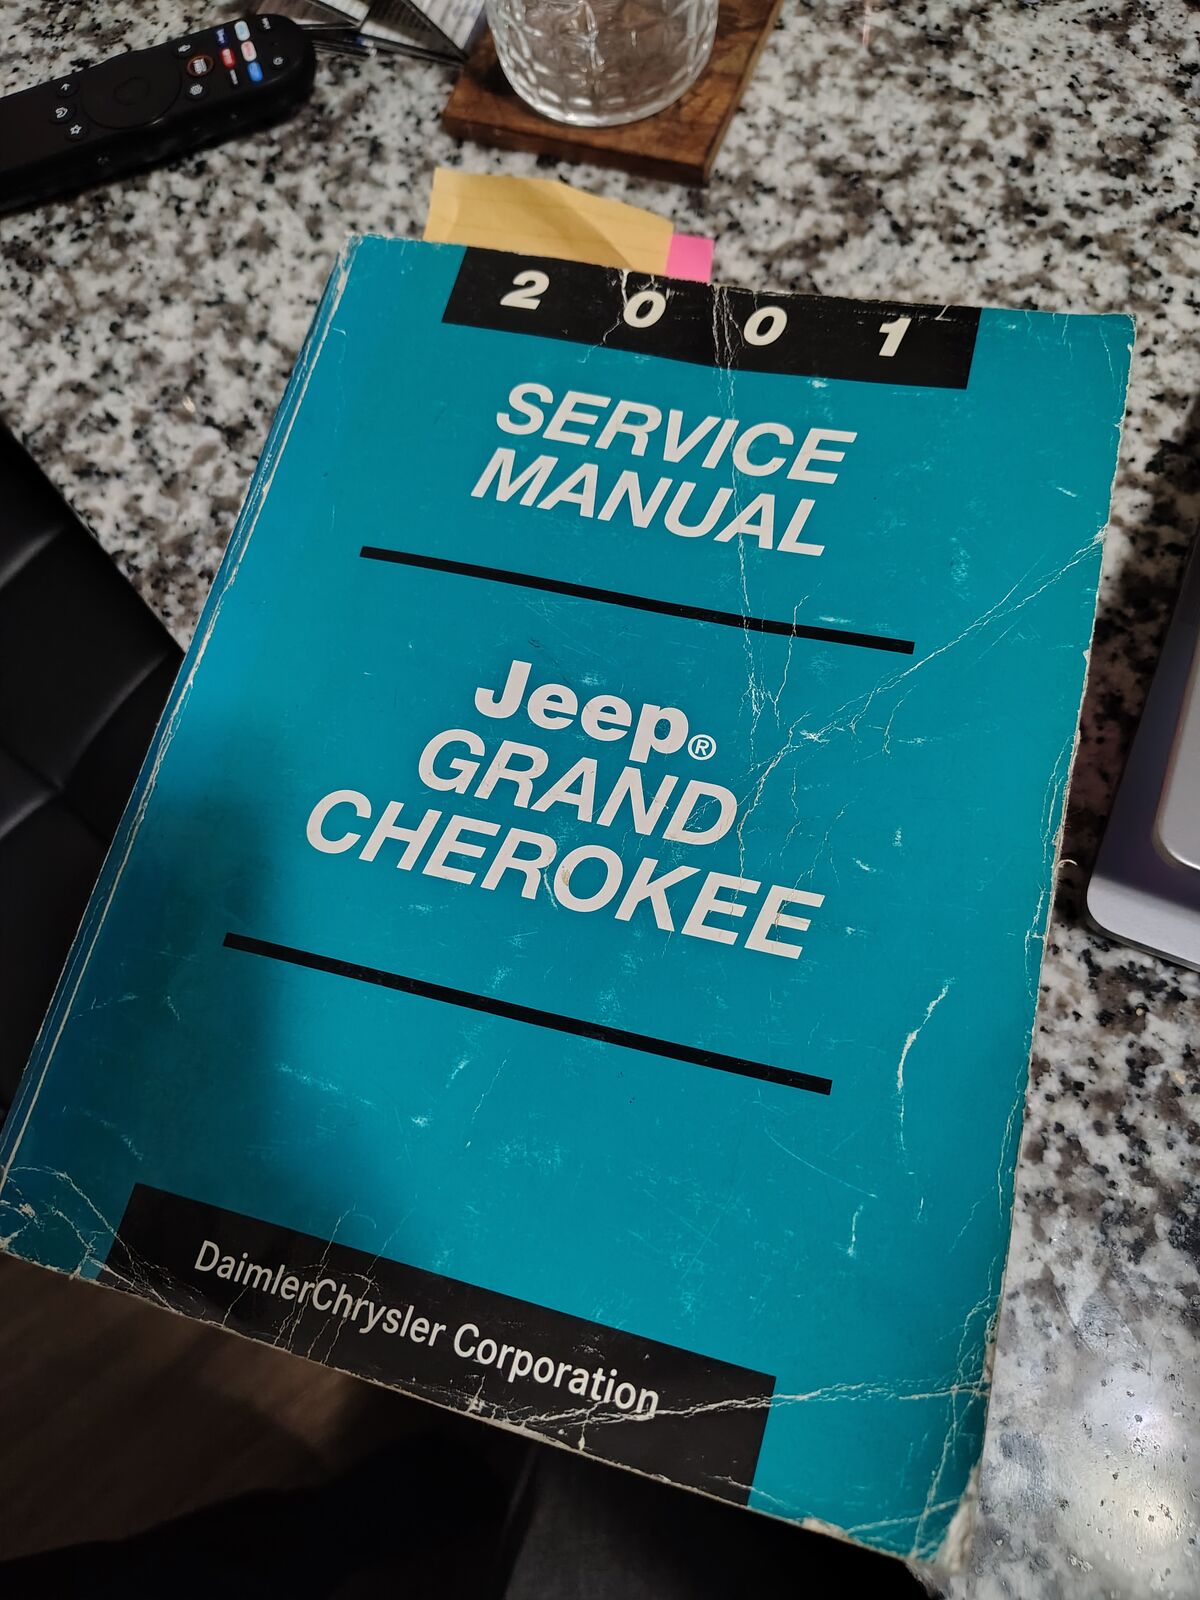 2001
SERVICE
MANUAL
Jeep®
GRAND
CHEROKEE
DaimlerChrysler Corporation